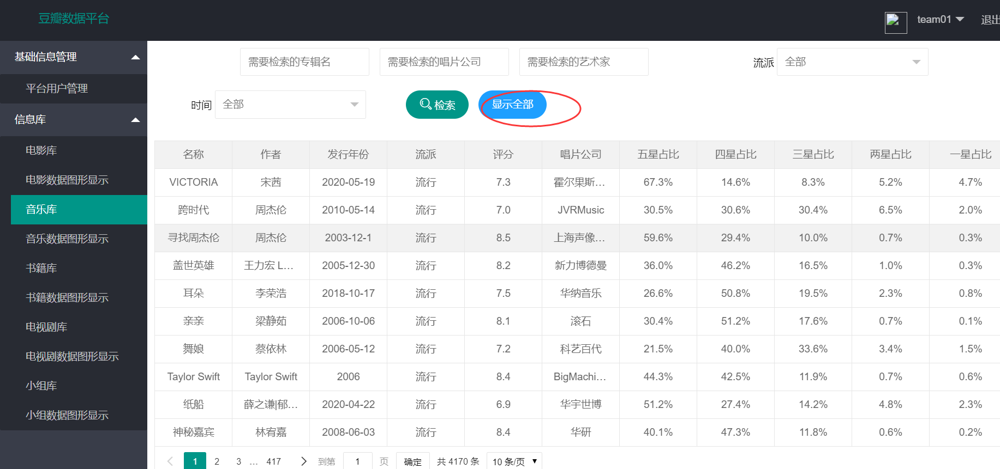 豆瓣数据平台
team01
退出
基础信息管理
平台用户管理
信息库
电影库
电影数据图形显示
音乐库
音乐数据图形显示
书籍库
书籍数据图形显示
电视剧库
电视剧数据图形显示
小组库
小组数据图形显示
需要检索的专辑名 需要检索的唱片公司 需要检索的艺术家 流派 全部
时间 全部 检索 显示全部
名称 作者 发行年份 流派 评分 唱片公司 五星占比 四星占比 三星占比 两星占比 一星占比
VICTORIA 宋茜 2020-05-19 流行 7.3 霍尔果斯... 67.3% 14.6% 8.3% 5.2% 4.7%
跨时代 周杰伦 2010-05-14 流行 7.0 JVRMusic 30.5% 30.6% 30.4% 6.5% 2.0%
寻找周杰伦 周杰伦 2003-12-1 流行 8.5 上海声像... 59.6% 29.4% 10.0% 0.7% 0.3%
盖世英雄 王力宏 L... 2005-12-30 流行 8.2 新力博德曼 36.0% 46.2% 16.5% 1.0% 0.3%
耳朵 李荣浩 2018-10-17 流行 7.5 华纳音乐 26.6% 50.8% 19.5% 2.3% 0.8%
亲亲 梁静茹 2006-10-06 流行 8.1 滚石 30.4% 51.2% 17.6% 0.7% 0.1%
舞娘 蔡依林 2006-05-12 流行 7.2 科艺百代 21.5% 40.0% 33.6% 3.4% 1.5%
Taylor Swift Taylor Swift 2006 流行 8.4 BigMachi... 44.3% 42.5% 11.9% 0.7% 0.6%
纸船 薛之谦|郁... 2020-04-22 流行 6.9 华宇世博 51.2% 27.4% 14.2% 4.8% 2.3%
神秘嘉宾 林宥嘉 2008-06-03 流行 8.4 华研 40.1% 47.3% 11.8% 0.6% 0.2%
1 2 3 ... 417 到第 1 页 确定 共 4170 条 10 条/页